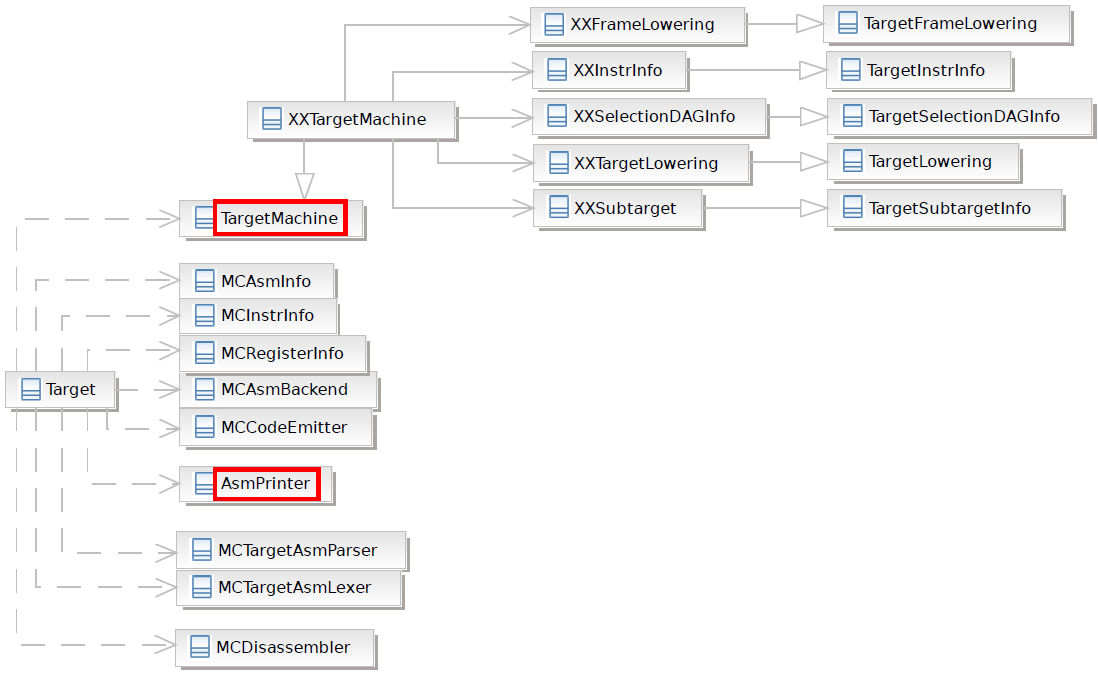 XXFrameLowering
TargetFrameLowering
XXInstrInfo
TargetInstrInfo
XXTargetMachine
XXSelectionDAGInfo
TargetSelectionDAGInfo
XXTargetLowering
TargetLowering
XXSubtarget
TargetSubtargetInfo
TargetMachine
MCAsmInfo
MCInstrInfo
MCRegisterInfo
Target
MCAsmBackend
MCCodeEmitter
AsmPrinter
MCTargetAsmParser
MCTargetAsmLexer
MCDisassembler